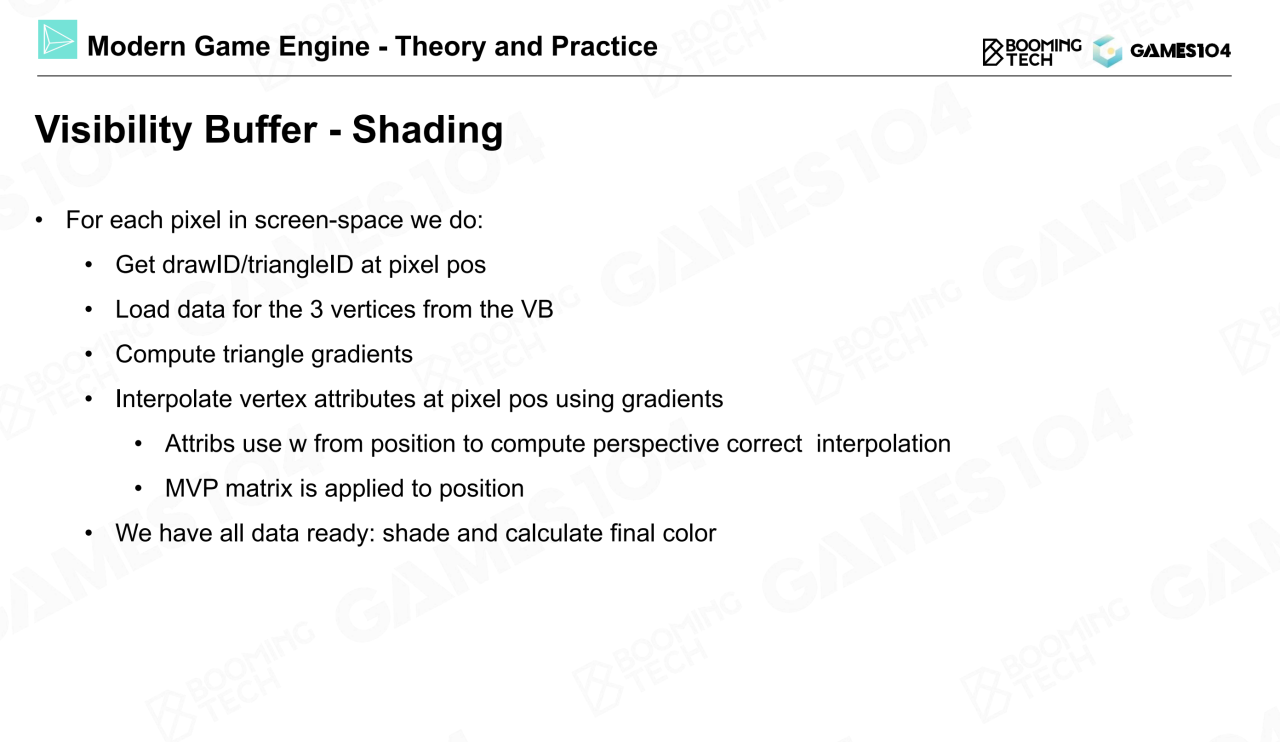 Modern Game Engine - Theory and Practice
BOOMING TECH
GAMES104
Visibility Buffer - Shading
• For each pixel in screen-space we do:
• Get drawID/triangleID at pixel pos
• Load data for the 3 vertices from the VB
• Compute triangle gradients
• Interpolate vertex attributes at pixel pos using gradients
• Attribs use w from position to compute perspective correct  interpolation
• MVP matrix is applied to position
• We have all data ready: shade and calculate final color